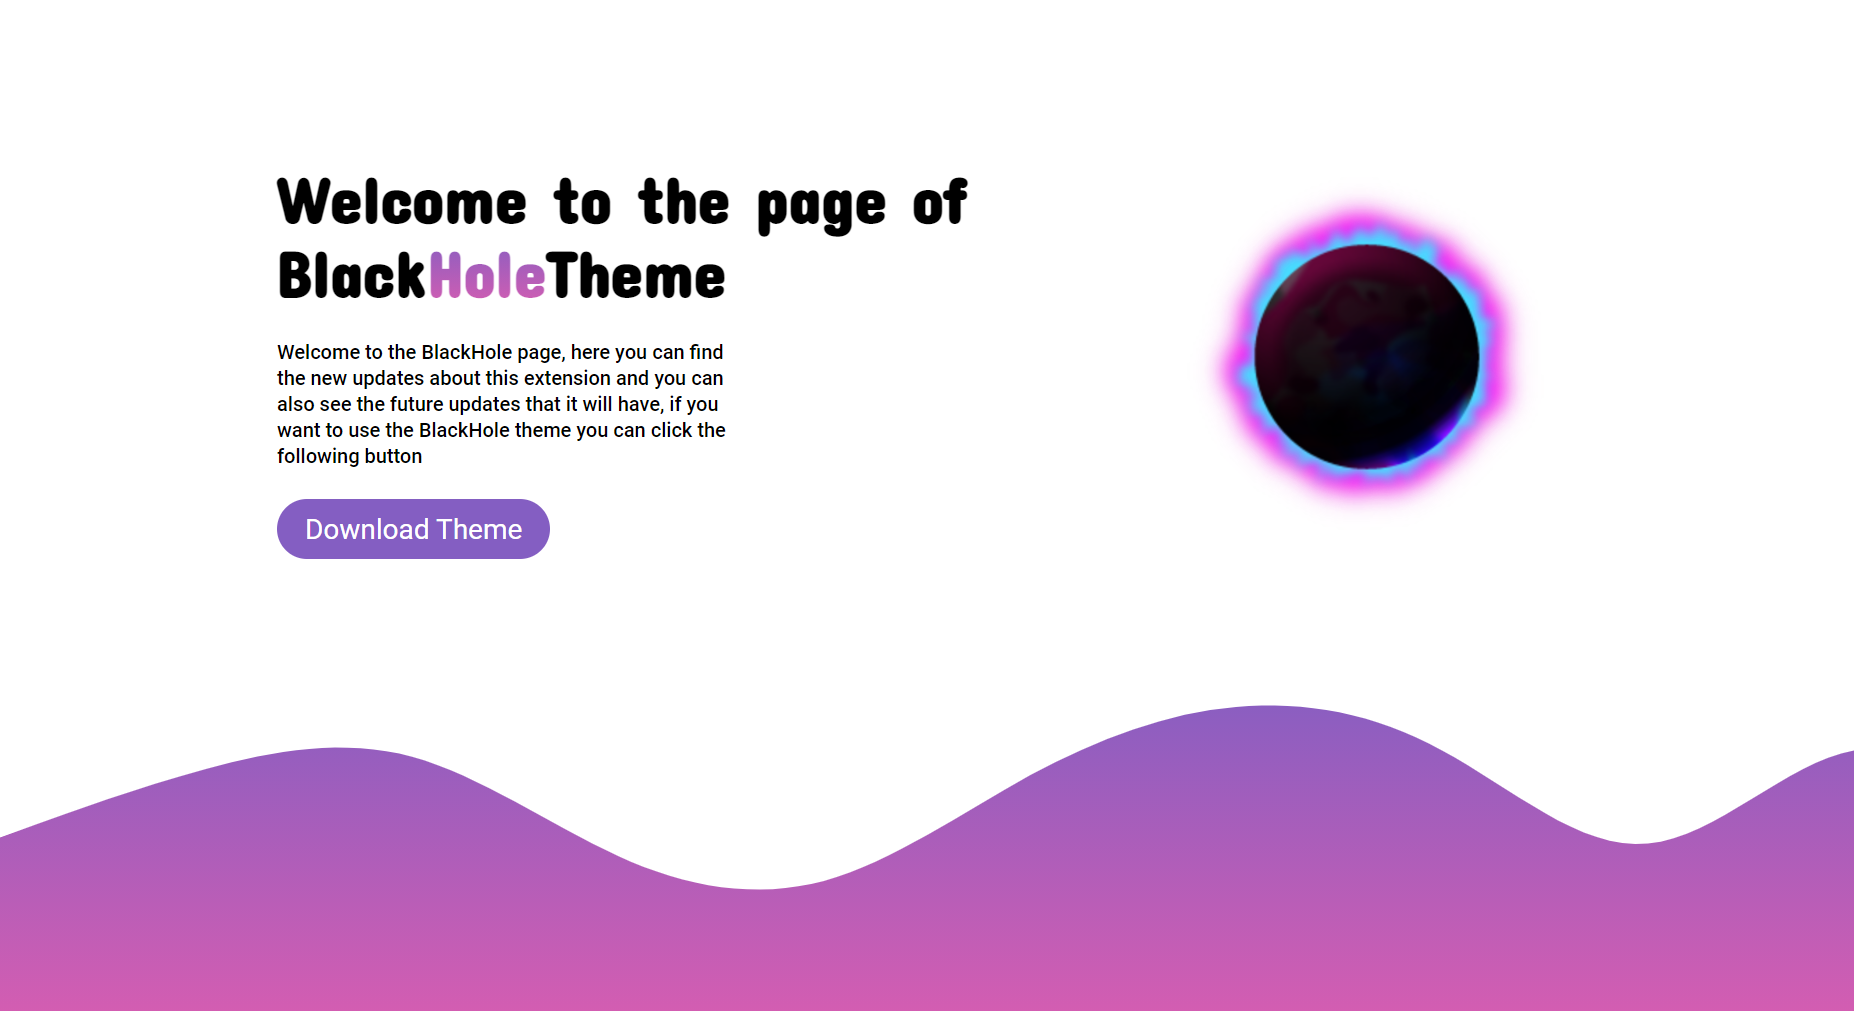 Welcome to the page of
BlackHoleTheme
Welcome to the BlackHole page, here you can find
the new updates about this extension and you can
also see the future updates that it will have, if you
want to use the BlackHole theme you can click the
following button
Download Theme